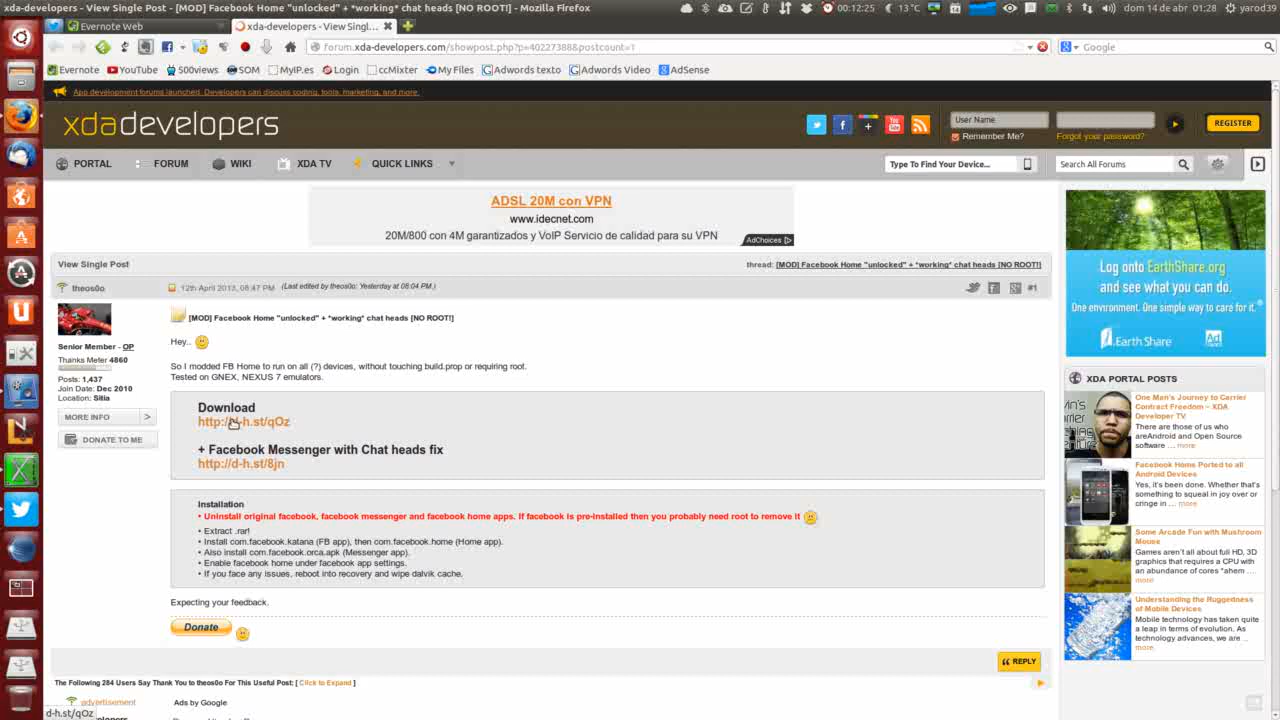 xda-developers - View Single Post - [MOD] Facebook Home "unlocked" + *working* chat heads [NO ROOT!] - Mozilla Firefox
00:12:25
13°C
dom 14 de abr 01:28
yarod39
Evernote Web
xda-developers - View Singl...
forum.xda-developers.com/showpost.php?p=40227388&postcount=1
Google
Evernote
YouTube
500views
SOM
MyIP.es
Login
ccMixter
MyFiles
Adwords texto
Adwords Video
AdSense
App development forums launched. Developers can discuss coding, tools, marketing, and more.
xdadevelopers
User Name
Remember Me?
Forgot your password?
REGISTER
PORTAL
FORUM
WIKI
XDA TV
QUICK LINKS
Type To Find Your Device...
Search All Forums
ADSL 20M con VPN
www.idecnet.com
20M/800 con 4M garantizados y VoIP Servicio de calidad para su VPN
AdChoices
View Single Post
thread: [MOD] Facebook Home "unlocked" + *working* chat heads [NO ROOT!]
theos0o
12th April 2013, 08:47 PM
(Last edited by theos0o: Yesterday at 08:04 PM.)
#1
Senior Member - OP
Thanks Meter 4860
Posts: 1,437
Join Date: Dec 2010
Location: Sitia
MORE INFO >
DONATE TO ME
[MOD] Facebook Home "unlocked" + *working* chat heads [NO ROOT!]
Hey..
So I modded FB Home to run on all (?) devices, without touching build.prop or requiring root.
Tested on GNEX, NEXUS 7 emulators.
Download
http://d-h.st/qOz
+ Facebook Messenger with Chat heads fix
http://d-h.st/8jn
Installation
• Uninstall original facebook, facebook messenger and facebook home apps. If facebook is pre-installed then you probably need root to remove it
• Extract .rar!
• Install com.facebook.katana (FB app), then com.facebook.home (Home app).
• Also install com.facebook.orca.apk (Messenger app).
• Enable facebook home under facebook app settings.
• If you face any issues, reboot into recovery and wipe dalvik cache.
Expecting your feedback.
Donate
REPLY
The Following 284 Users Say Thank You to theos0o For This Useful Post: [ Click to Expand ]
advertisement
Ads by Google
d-h.st/qOz
Log onto EarthShare.org
and see what you can do.
One environment. One simple way to care for it.®
Earth Share
Ad
XDA PORTAL POSTS
One Man's Journey to Carrier
Contract Freedom – XDA
Developer TV
There are those of us who
areAndroid and Open Source
software ... more
Facebook Home Ported to all
Android Devices
Yes, it's been done. Whether that's
something to squeal in joy over or
cringe in ... more
Some Arcade Fun with Mushroom
Mouse
Games aren't all about full HD, 3D
graphics that requires a CPU with
an abundance of cores *ahem ....
more
Understanding the Ruggedness
of Mobile Devices
Mobile technology has taken quite
a leap in terms of evolution. As
technology advances, we are ...
more